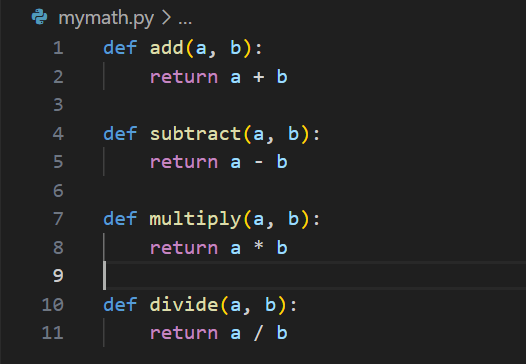 mymath.py > ...
1 def add(a, b):
2     return a + b
3
4 def subtract(a, b):
5     return a - b
6
7 def multiply(a, b):
8     return a * b
9
10 def divide(a, b):
11     return a / b